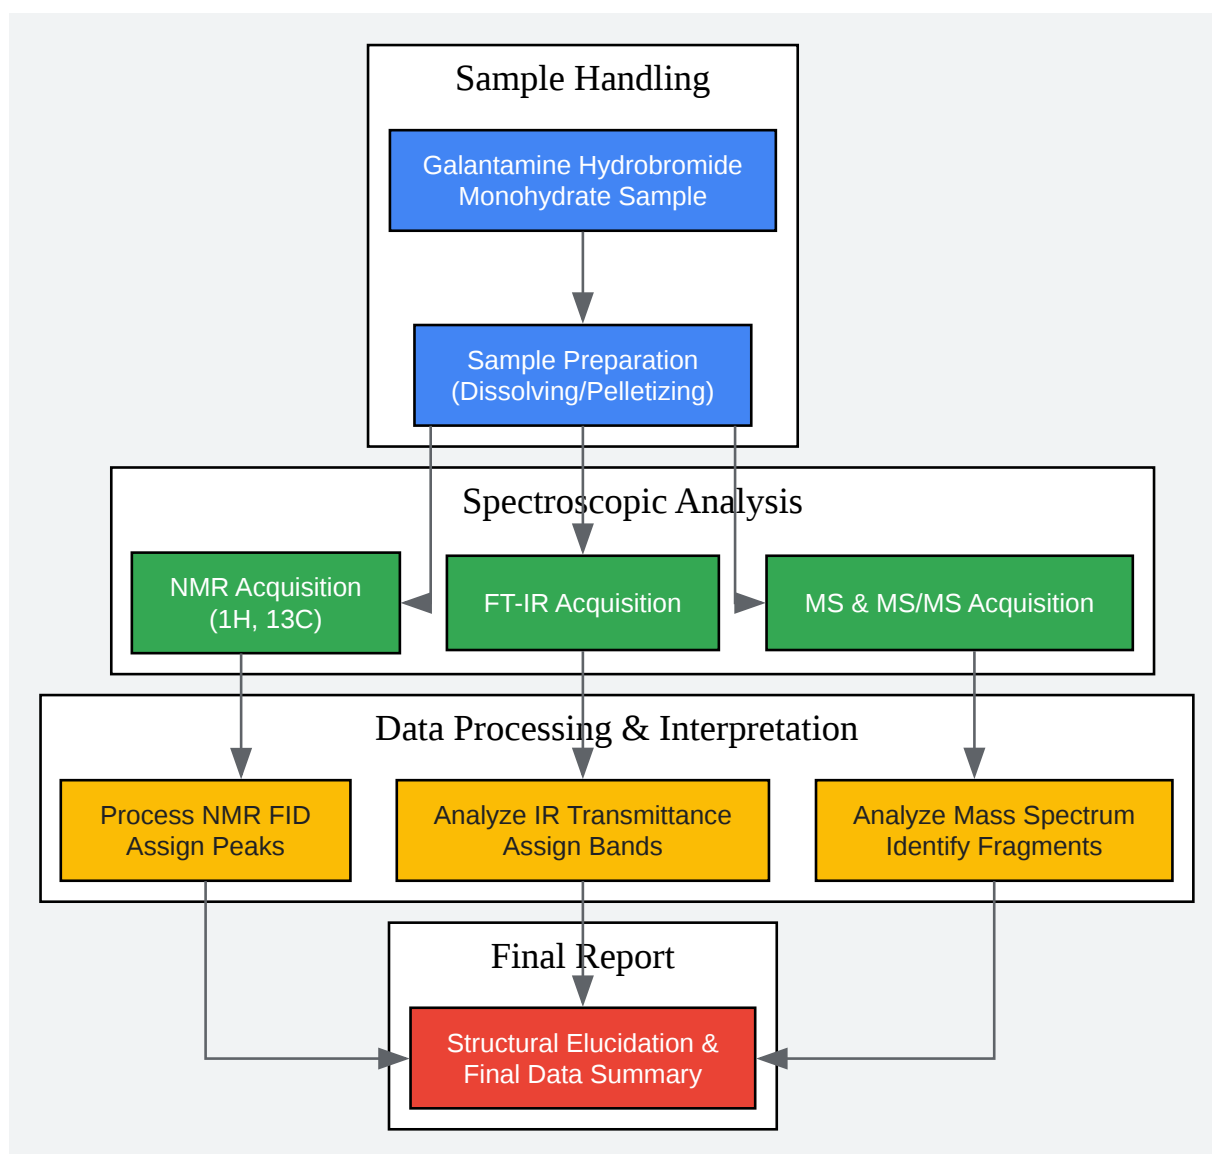 Sample Handling
Galantamine Hydrobromide
Monohydrate Sample
Sample Preparation
(Dissolving/Pelletizing)
Spectroscopic Analysis
NMR Acquisition
(1H, 13C)
FT-IR Acquisition
MS & MS/MS Acquisition
Data Processing & Interpretation
Process NMR FID
Assign Peaks
Analyze IR Transmittance
Assign Bands
Analyze Mass Spectrum
Identify Fragments
Final Report
Structural Elucidation &
Final Data Summary